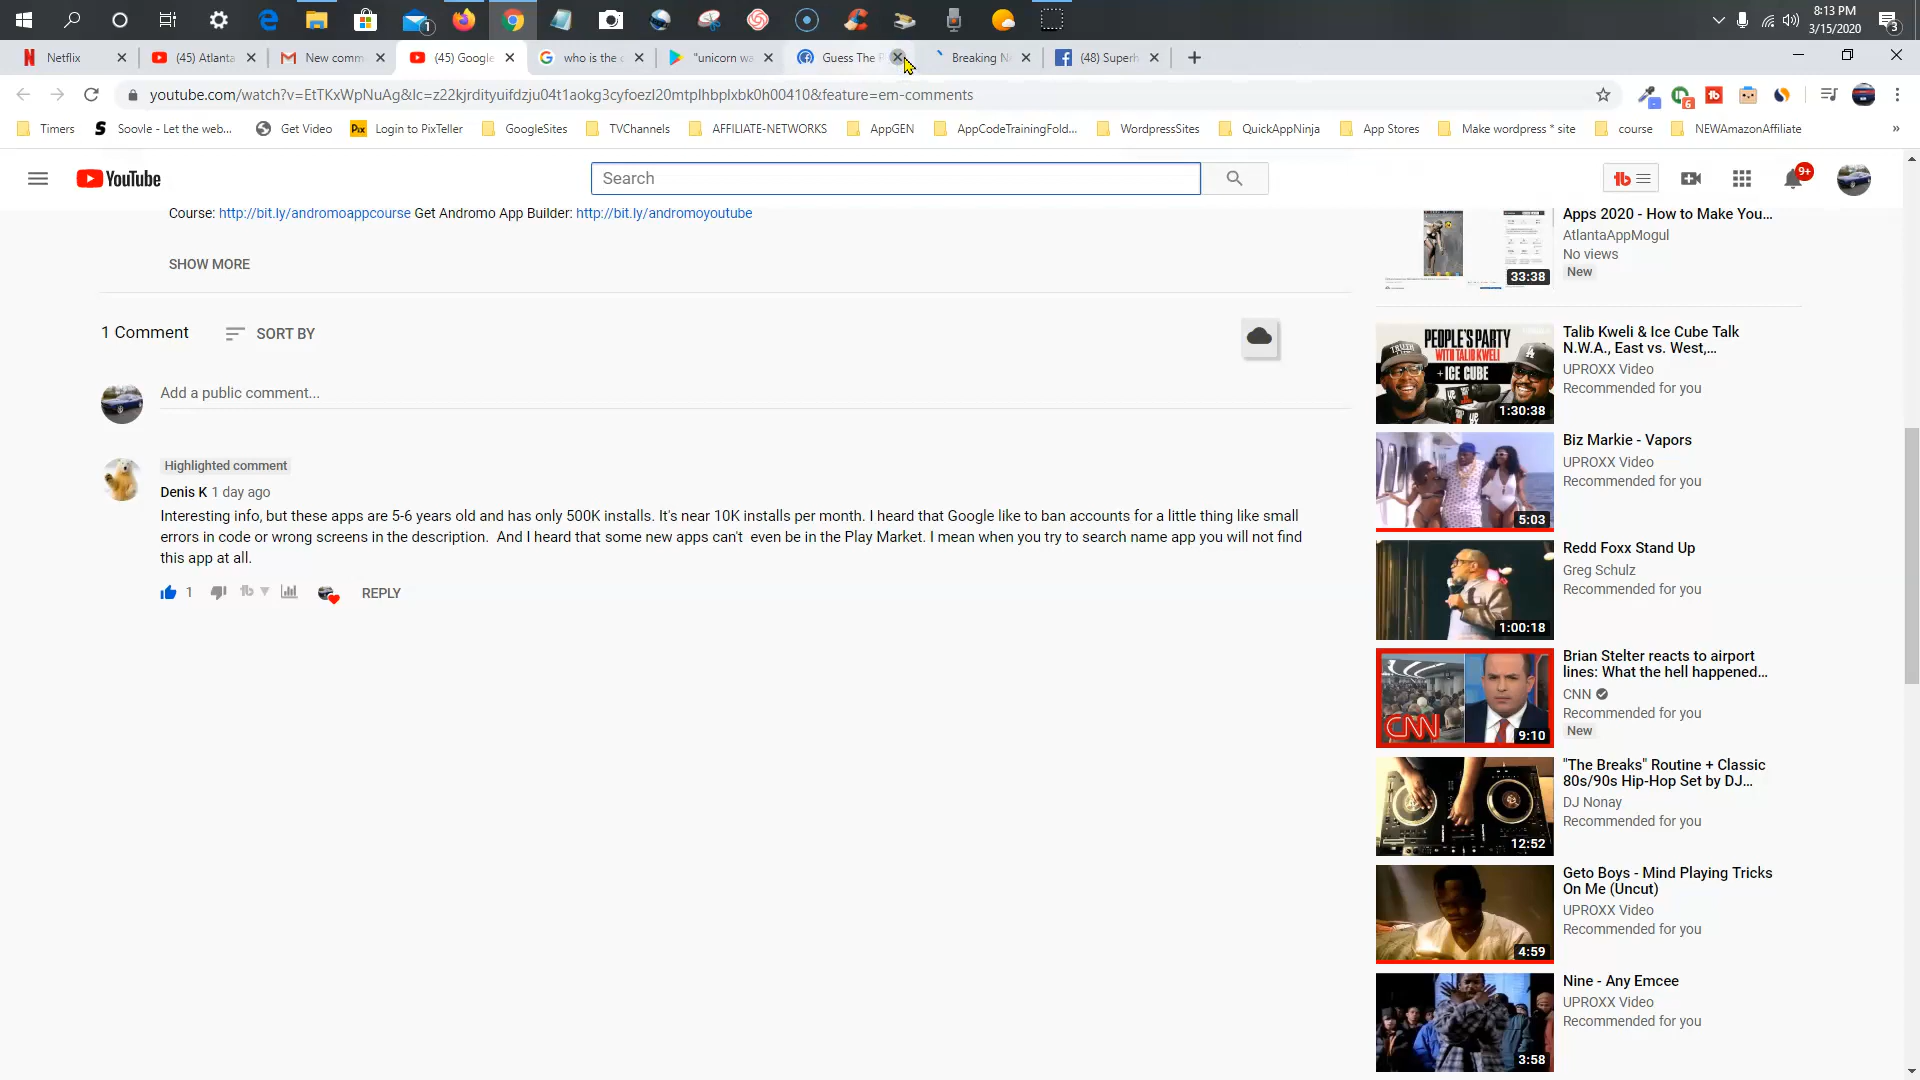 8:13 PM
3/15/2020
1
3
Netflix
(45) Atlanta
New comm
(45) Google
who is the
"unicorn wa
Guess The
Breaking N
(48) Superh
youtube.com/watch?v=EtTKxWpNuAg&lc=z22kjrdityuifdzju04t1aokg3cyfoezl20mtplhbplxbk0h00410&feature=em-comments
6
Timers
Soovle - Let the web...
Get Video
Pix
Login to PixTeller
GoogleSites
TVChannels
AFFILIATE-NETWORKS
AppGEN
AppCodeTrainingFold...
WordpressSites
QuickAppNinja
App Stores
Make wordpress * site
course
NEWAmazonAffiliate
»
YouTube
Search
9+
Course: http://bit.ly/andromoappcourse Get Andromo App Builder: http://bit.ly/andromoyoutube
SHOW MORE
1 Comment
SORT BY
Add a public comment...
Highlighted comment
Denis K 1 day ago
Interesting info, but these apps are 5-6 years old and has only 500K installs. It's near 10K installs per month. I heard that Google like to ban accounts for a little thing like small
errors in code or wrong screens in the description. And I heard that some new apps can't even be in the Play Market. I mean when you try to search name app you will not find
this app at all.
1
REPLY
33:38
Apps 2020 - How to Make You...
AtlantaAppMogul
No views
New
PEOPLE'S PARTY
WITH TALIB KWELI
+ ICE CUBE
1:30:38
Talib Kweli & Ice Cube Talk
N.W.A., East vs. West,...
UPROXX Video
Recommended for you
5:03
Biz Markie - Vapors
UPROXX Video
Recommended for you
1:00:18
Redd Foxx Stand Up
Greg Schulz
Recommended for you
CNN
9:10
Brian Stelter reacts to airport
lines: What the hell happened...
CNN
Recommended for you
New
12:52
"The Breaks" Routine + Classic
80s/90s Hip-Hop Set by DJ...
DJ Nonay
Recommended for you
4:59
Geto Boys - Mind Playing Tricks
On Me (Uncut)
UPROXX Video
Recommended for you
3:58
Nine - Any Emcee
UPROXX Video
Recommended for you